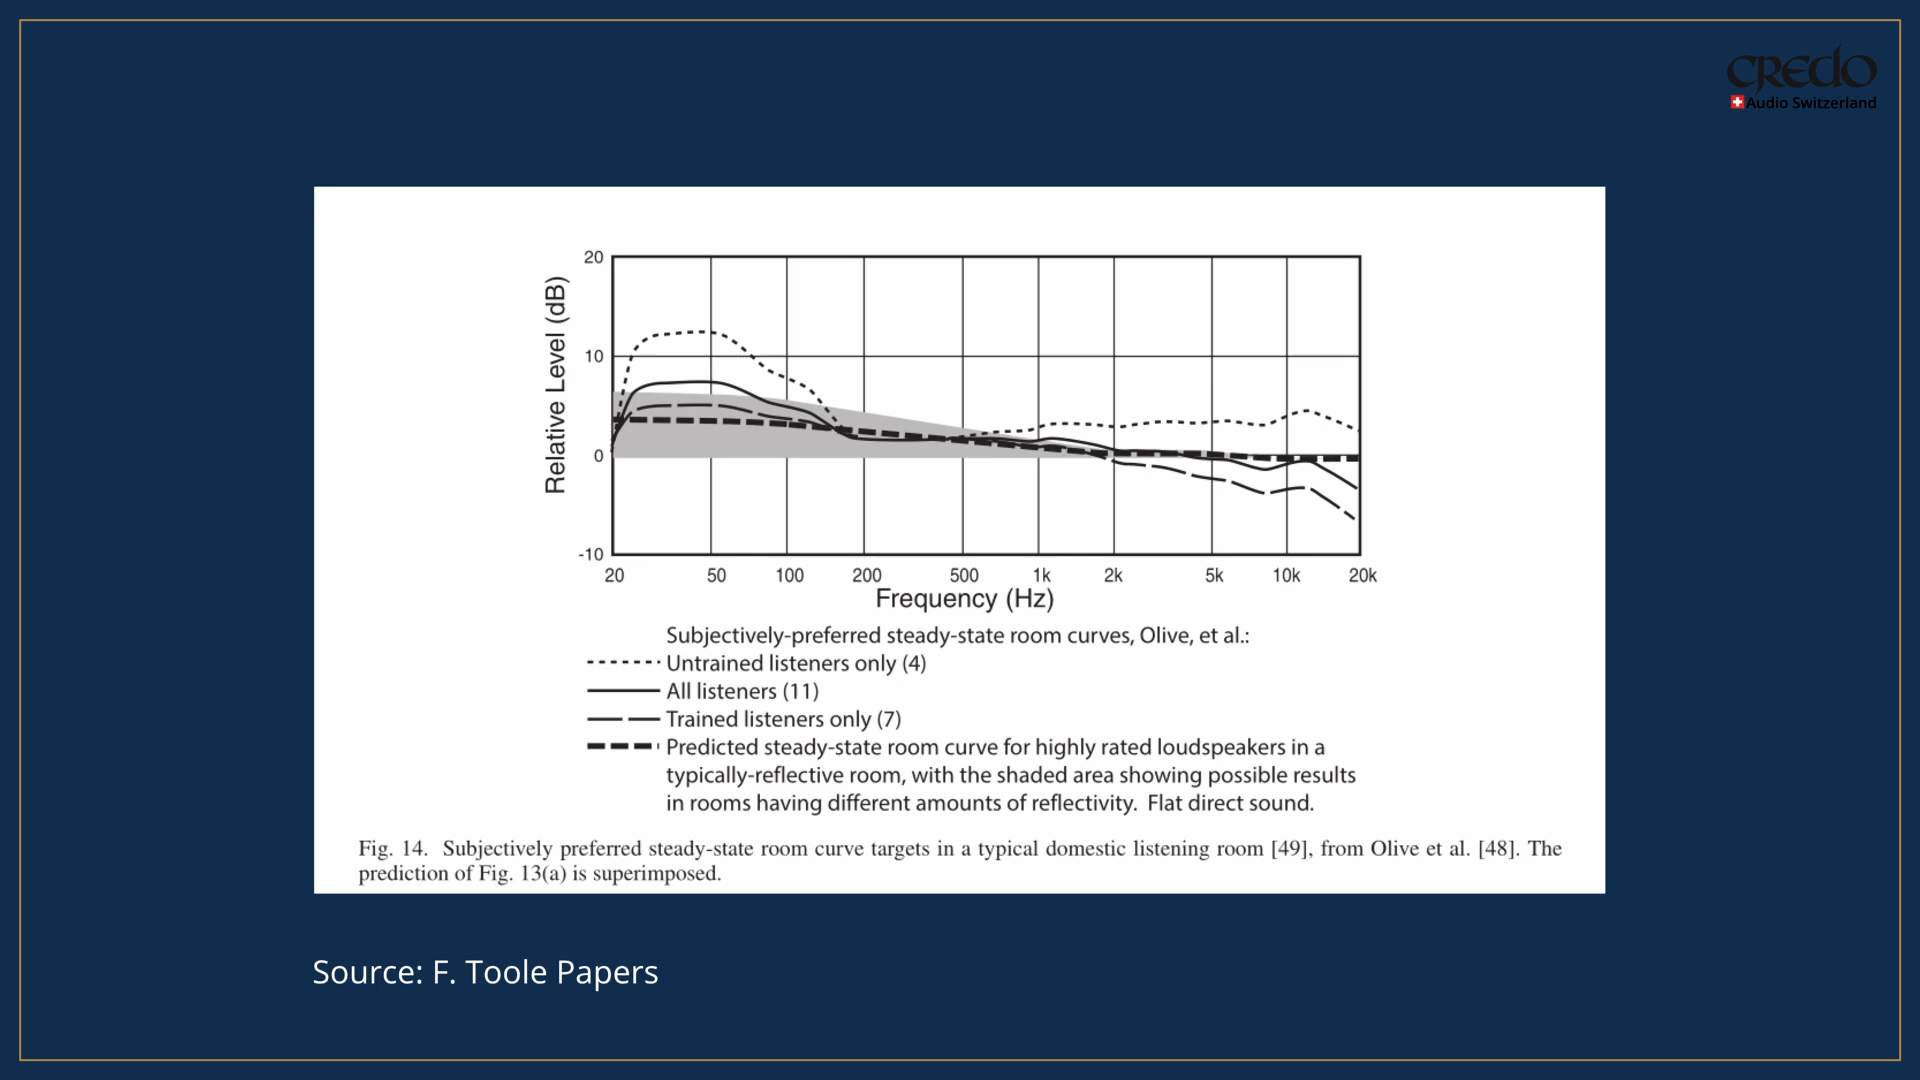 CREDO
Audio Switzerland
20
10
0
-10
Relative Level (dB)
20 50 100 200 500 1k 2k 5k 10k 20k
Frequency (Hz)
Subjectively-preferred steady-state room curves, Olive, et al.:
Untrained listeners only (4)
All listeners (11)
Trained listeners only (7)
Predicted steady-state room curve for highly rated loudspeakers in a
typically-reflective room, with the shaded area showing possible results
in rooms having different amounts of reflectivity. Flat direct sound.
Fig. 14. Subjectively preferred steady-state room curve targets in a typical domestic listening room [49], from Olive et al. [48]. The
prediction of Fig. 13(a) is superimposed.
Source: F. Toole Papers